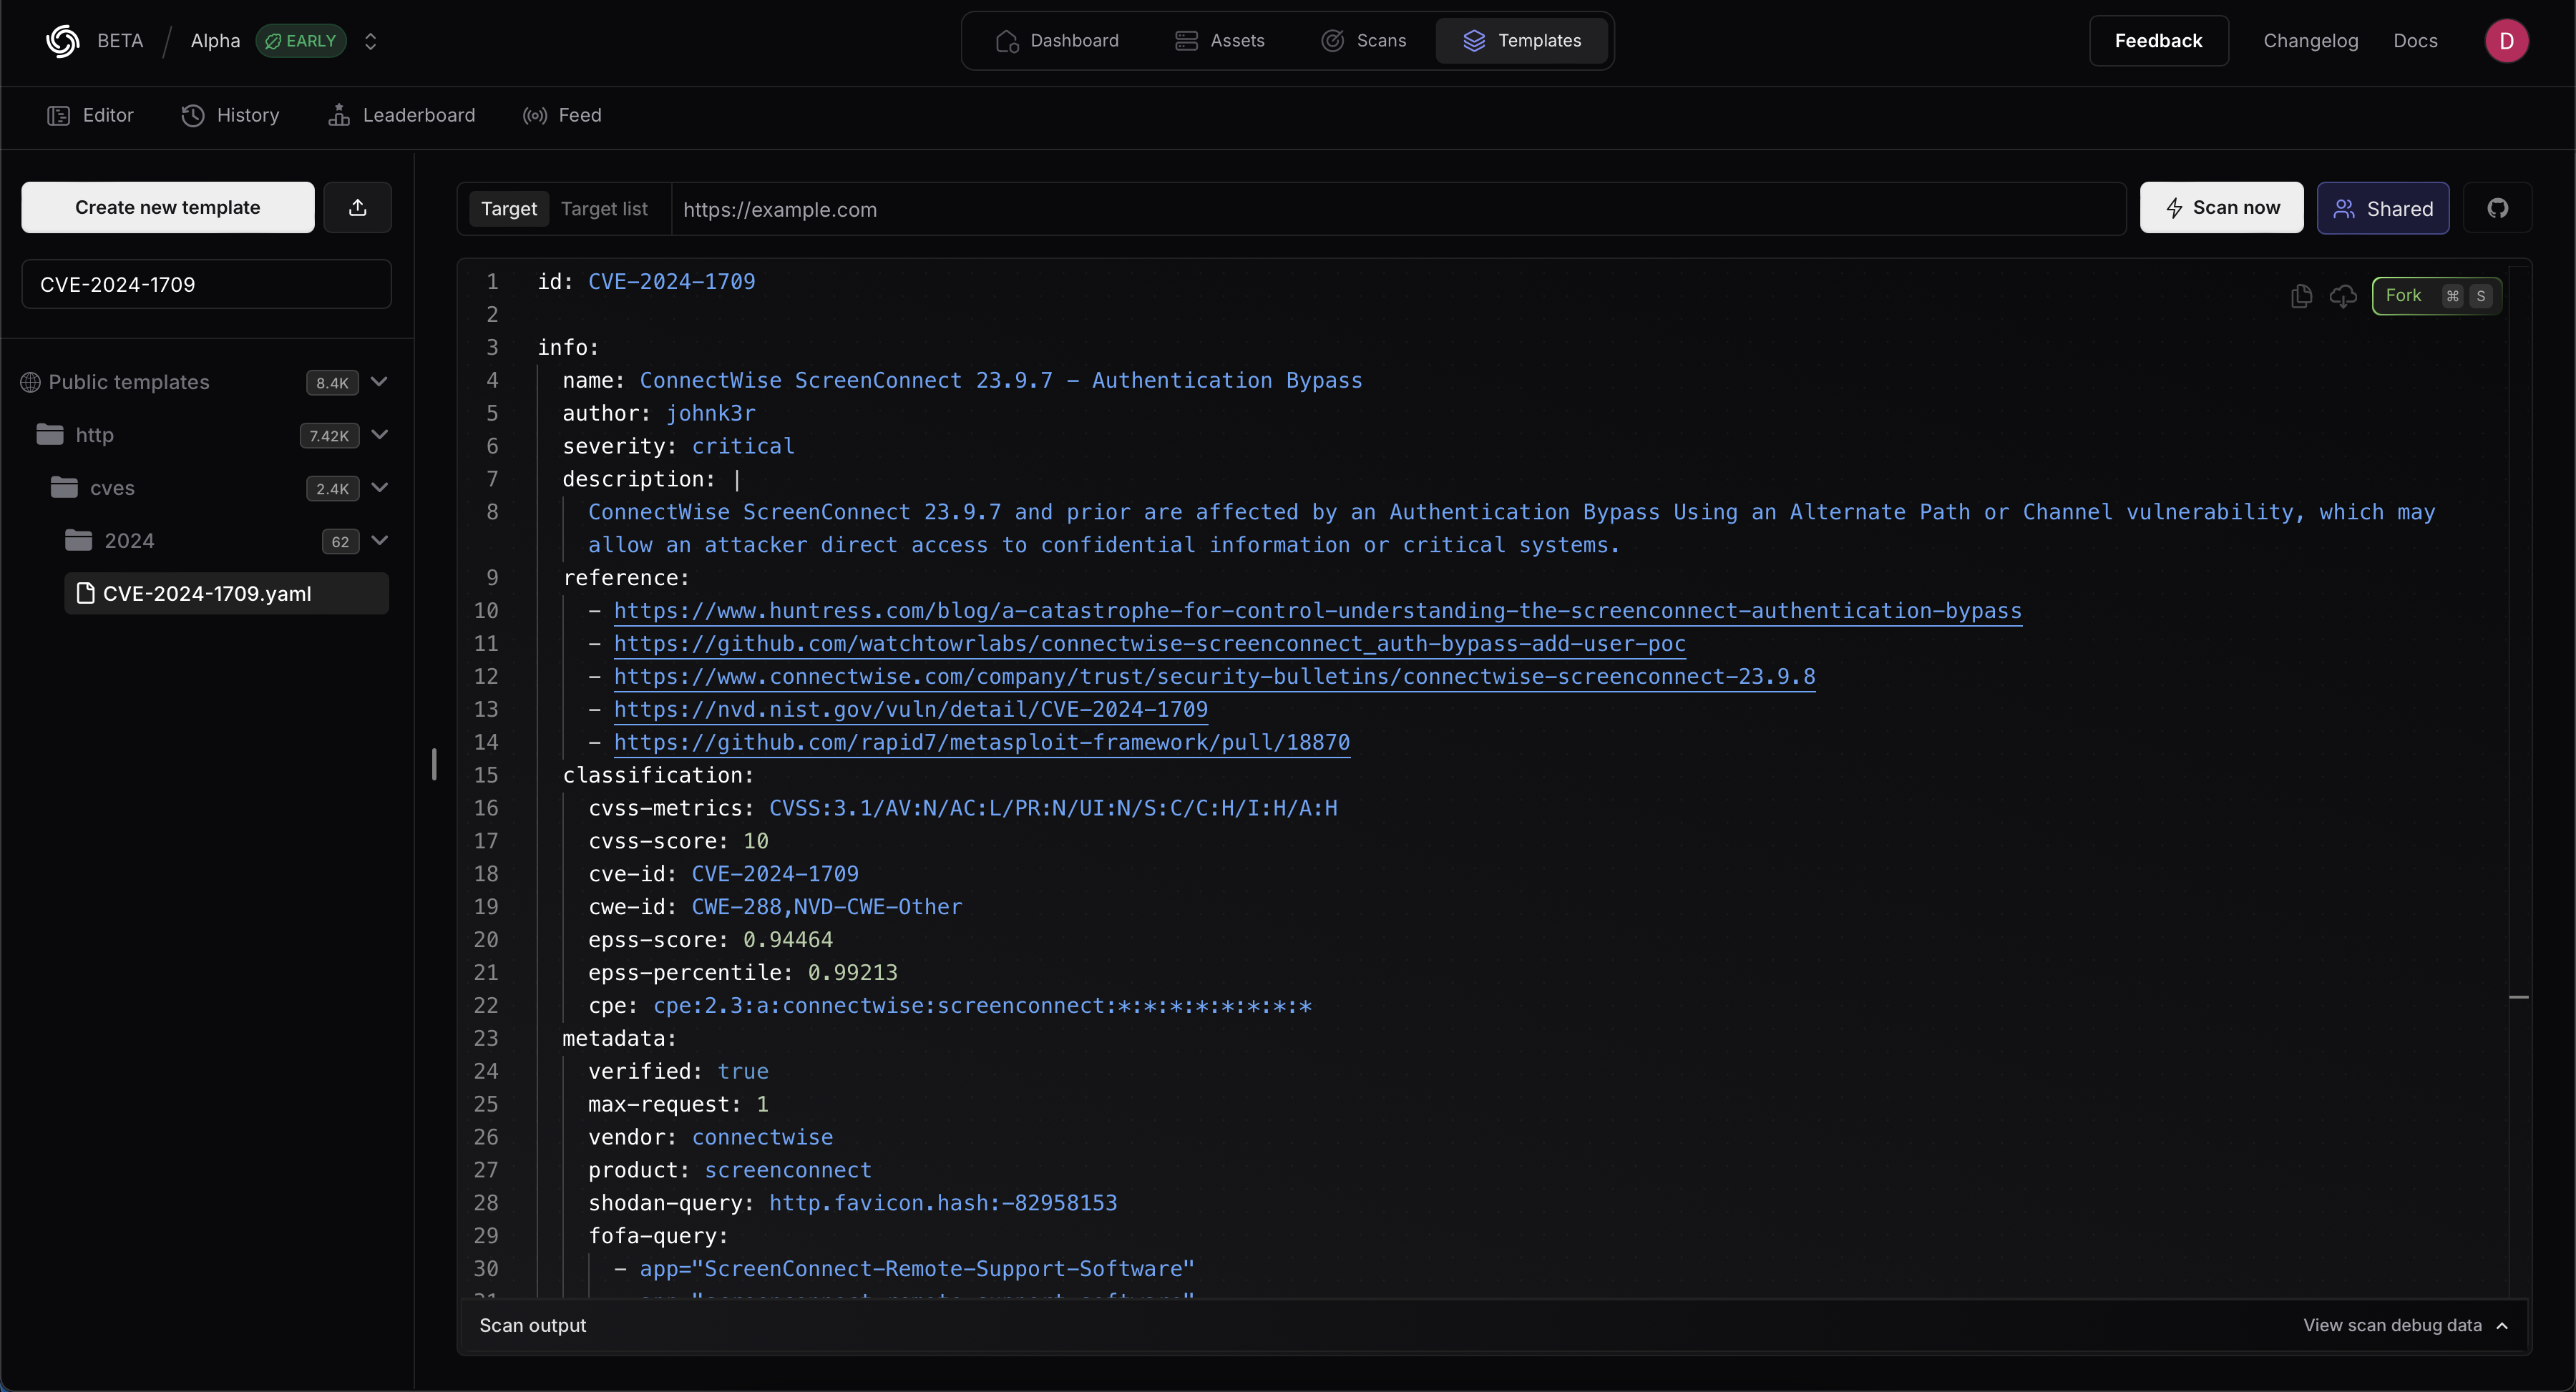 BETA / Alpha EARLY
Dashboard Assets Scans Templates
Feedback Changelog Docs D
Editor History Leaderboard Feed
Create new template
CVE-2024-1709
Public templates 8.4K
http 7.42K
cves 2.4K
2024 62
CVE-2024-1709.yaml
Target Target list https://example.com
Scan now Shared
Fork ⌘ S
1 id: CVE-2024-1709
2
3 info:
4 name: ConnectWise ScreenConnect 23.9.7 - Authentication Bypass
5 author: johnk3r
6 severity: critical
7 description: |
8 ConnectWise ScreenConnect 23.9.7 and prior are affected by an Authentication Bypass Using an Alternate Path or Channel vulnerability, which may
allow an attacker direct access to confidential information or critical systems.
9 reference:
10 - https://www.huntress.com/blog/a-catastrophe-for-control-understanding-the-screenconnect-authentication-bypass
11 - https://github.com/watchtowrlabs/connectwise-screenconnect_auth-bypass-add-user-poc
12 - https://www.connectwise.com/company/trust/security-bulletins/connectwise-screenconnect-23.9.8
13 - https://nvd.nist.gov/vuln/detail/CVE-2024-1709
14 - https://github.com/rapid7/metasploit-framework/pull/18870
15 classification:
16 cvss-metrics: CVSS:3.1/AV:N/AC:L/PR:N/UI:N/S:C/C:H/I:H/A:H
17 cvss-score: 10
18 cve-id: CVE-2024-1709
19 cwe-id: CWE-288,NVD-CWE-Other
20 epss-score: 0.94464
21 epss-percentile: 0.99213
22 cpe: cpe:2.3:a:connectwise:screenconnect:*:*:*:*:*:*:*:*
23 metadata:
24 verified: true
25 max-request: 1
26 vendor: connectwise
27 product: screenconnect
28 shodan-query: http.favicon.hash:-82958153
29 fofa-query:
30 - app="ScreenConnect-Remote-Support-Software"
Scan output
View scan debug data